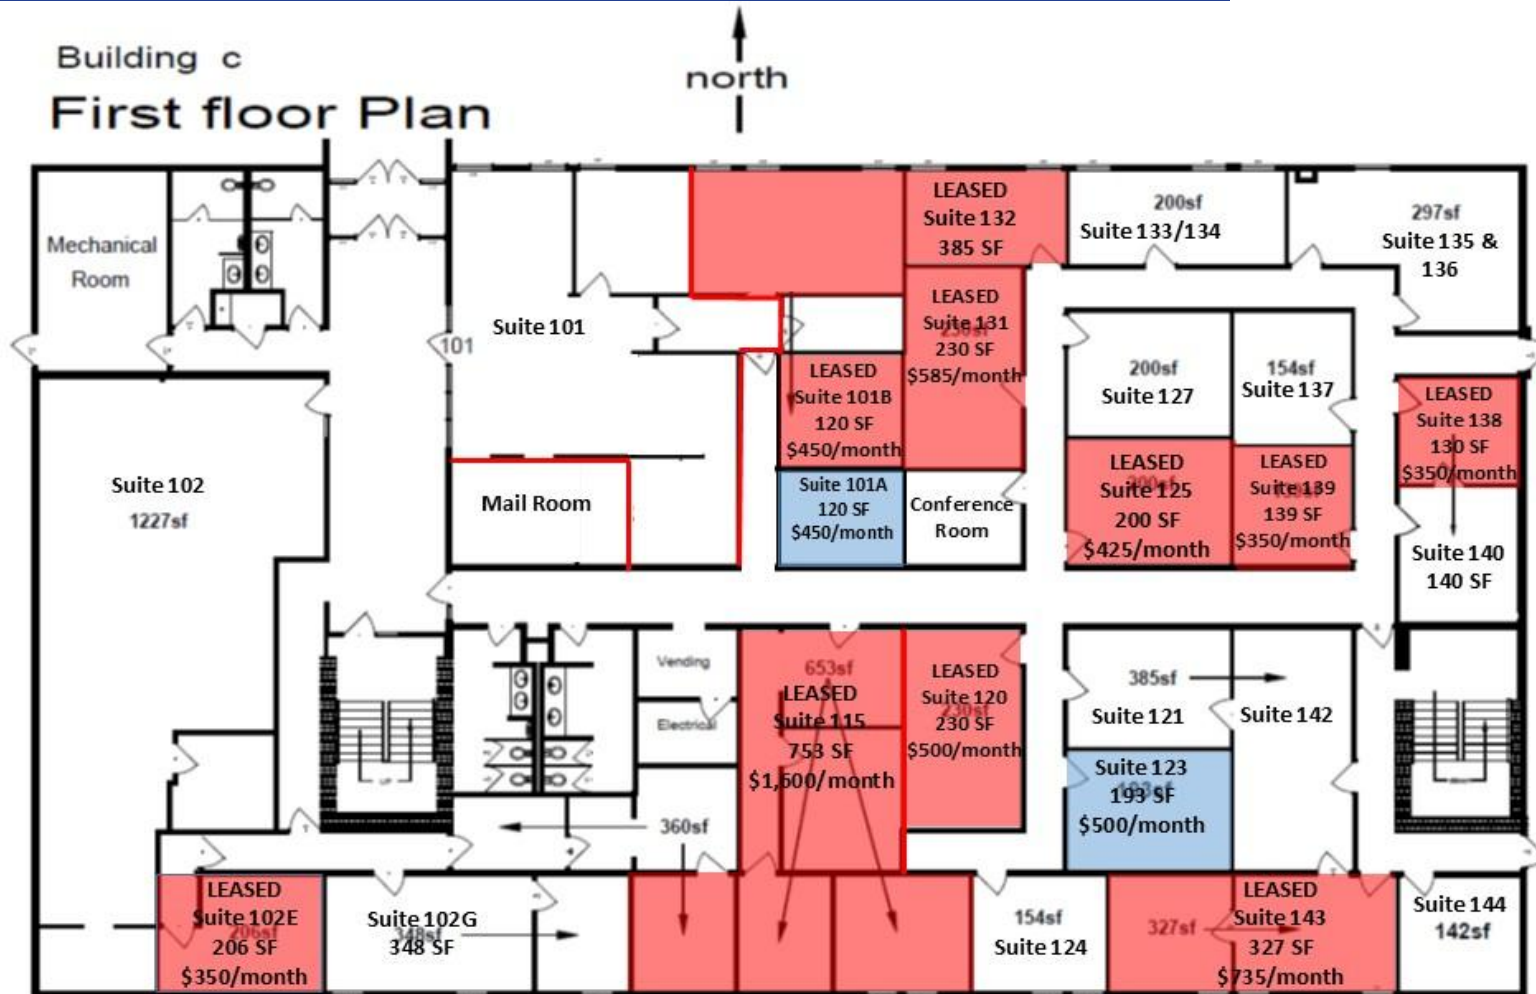 Building c
First floor Plan
north
Mechanical
Room
101
Suite 101
LEASED
Suite 132
385 SF
200sf
Suite 133/134
297sf
Suite 135 &
136
LEASED
Suite 131
230 SF
$585/month
LEASED
Suite 101B
120 SF
$450/month
200sf
Suite 127
154sf
Suite 137
LEASED
Suite 138
130 SF
$350/month
Suite 102
1227sf
Mail Room
Suite 101A
120 SF
$450/month
Conference
Room
LEASED
Suite 125
200 SF
$425/month
LEASED
Suite 139
139 SF
$350/month
Suite 140
140 SF
Vending
Electrical
653sf
LEASED
Suite 115
753 SF
$1,600/month
LEASED
Suite 120
230sf
230 SF
$500/month
385sf
Suite 121
Suite 142
Suite 123
193sf
193 SF
$500/month
360sf
LEASED
Suite 102E
206sf
206 SF
$350/month
Suite 102G
348sf
348 SF
154sf
Suite 124
327sf
LEASED
Suite 143
327 SF
$735/month
Suite 144
142sf